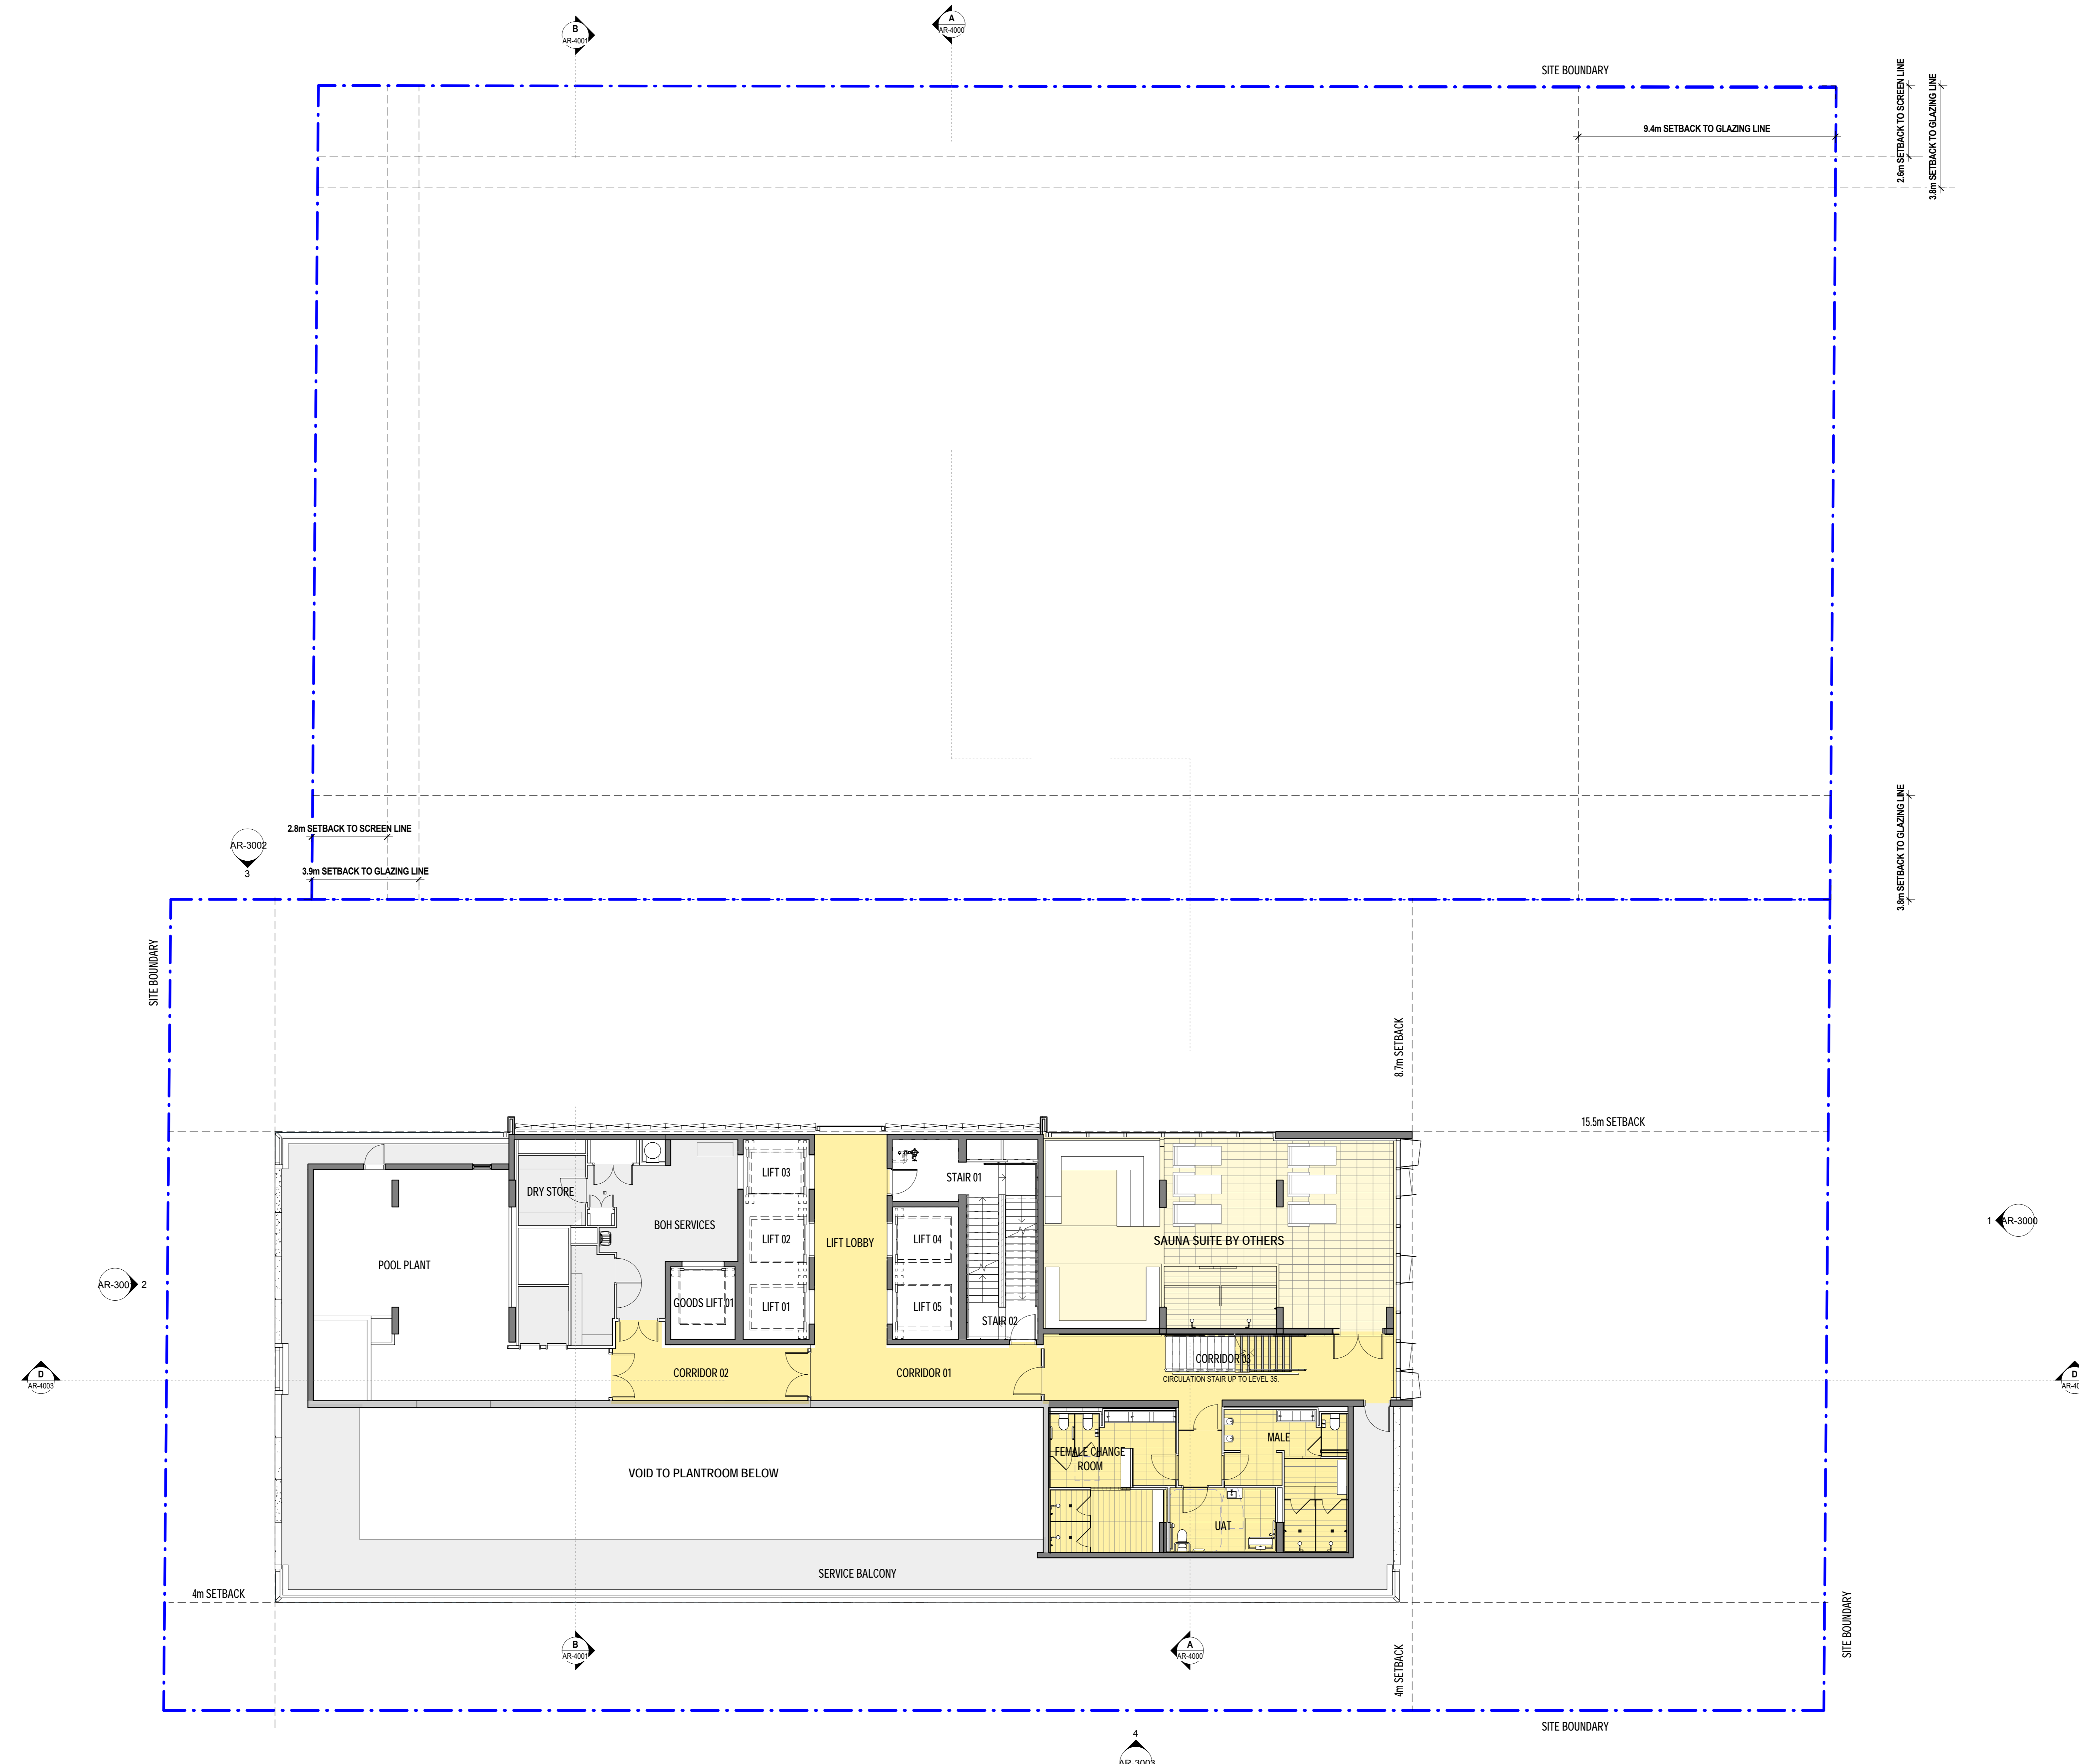 A
AR-4000
B
AR-4001
SITE BOUNDARY
9.4m SETBACK TO GLAZING LINE
2.6m SETBACK TO SCREEN LINE
3.8m SETBACK TO GLAZING LINE
3.8m SETBACK TO GLAZING LINE
2.8m SETBACK TO SCREEN LINE
AR-3002
3
3.9m SETBACK TO GLAZING LINE
SITE BOUNDARY
8.7m SETBACK
15.5m SETBACK
LIFT 03
STAIR 01
DRY STORE
BOH SERVICES
1
AR-3000
LIFT 02
LIFT LOBBY
LIFT 04
SAUNA SUITE BY OTHERS
POOL PLANT
AR-300
2
GOODS LIFT 01
LIFT 01
LIFT 05
STAIR 02
D
AR-4003
CORRIDOR 02
CORRIDOR 01
CORRIDOR 03
CIRCULATION STAIR UP TO LEVEL 35.
D
AR-40
FEMALE CHANGE
ROOM
MALE
VOID TO PLANTROOM BELOW
UAT
SERVICE BALCONY
4m SETBACK
SITE BOUNDARY
B
AR-4001
A
AR-4000
4m SETBACK
SITE BOUNDARY
4
AR-3003